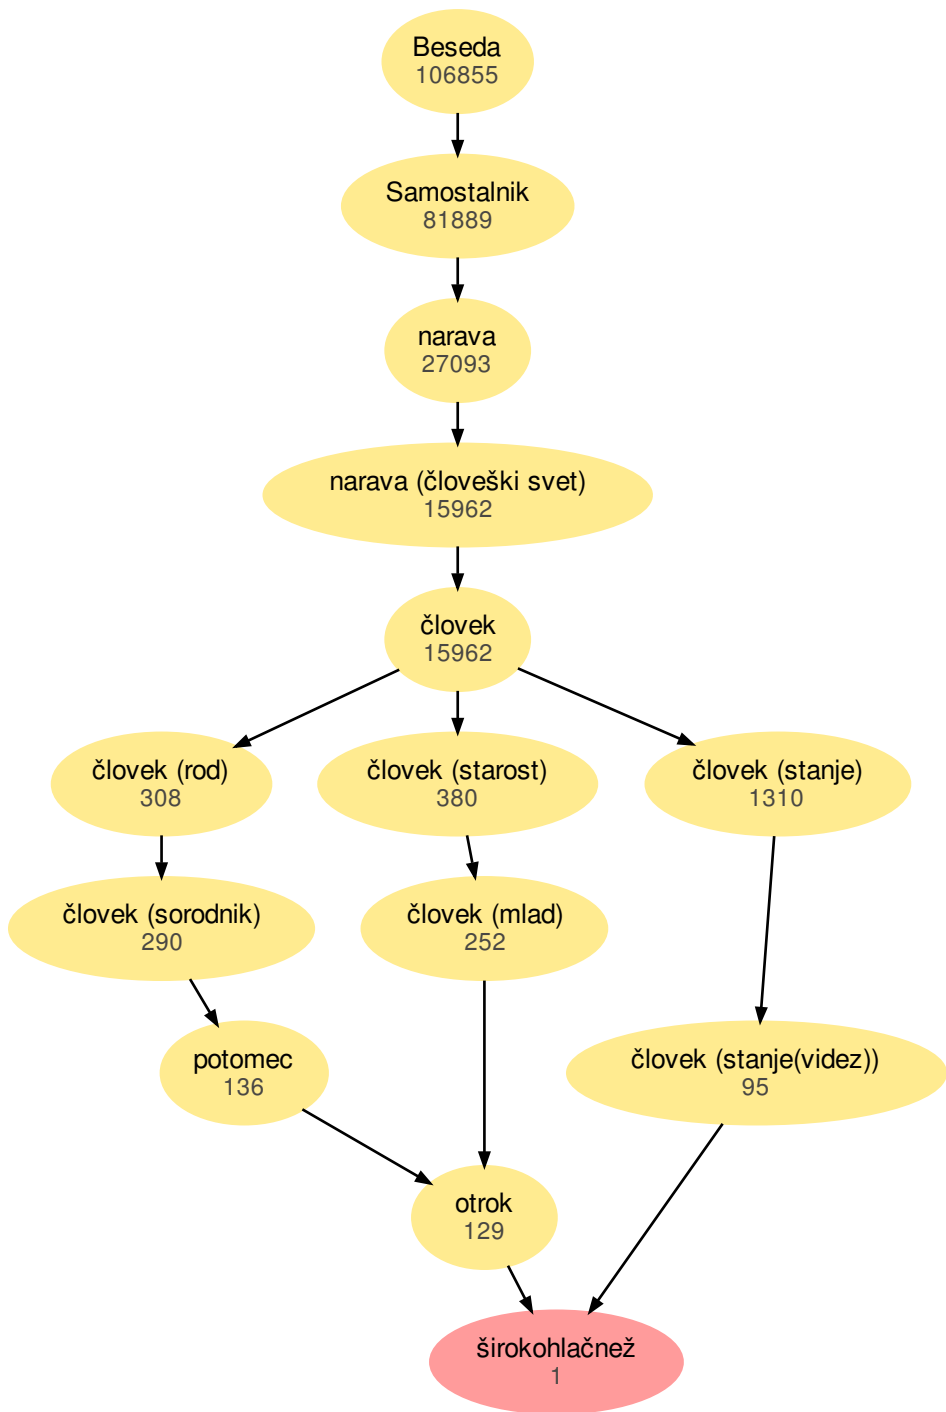 Beseda
106855
Samostalnik
81889
narava
27093
narava (človeški svet)
15962
človek
15962
človek (rod)
308
človek (starost)
380
človek (stanje)
1310
človek (sorodnik)
290
človek (mlad)
252
potomec
136
človek (stanje(videz))
95
otrok
129
širokohlačnež
1